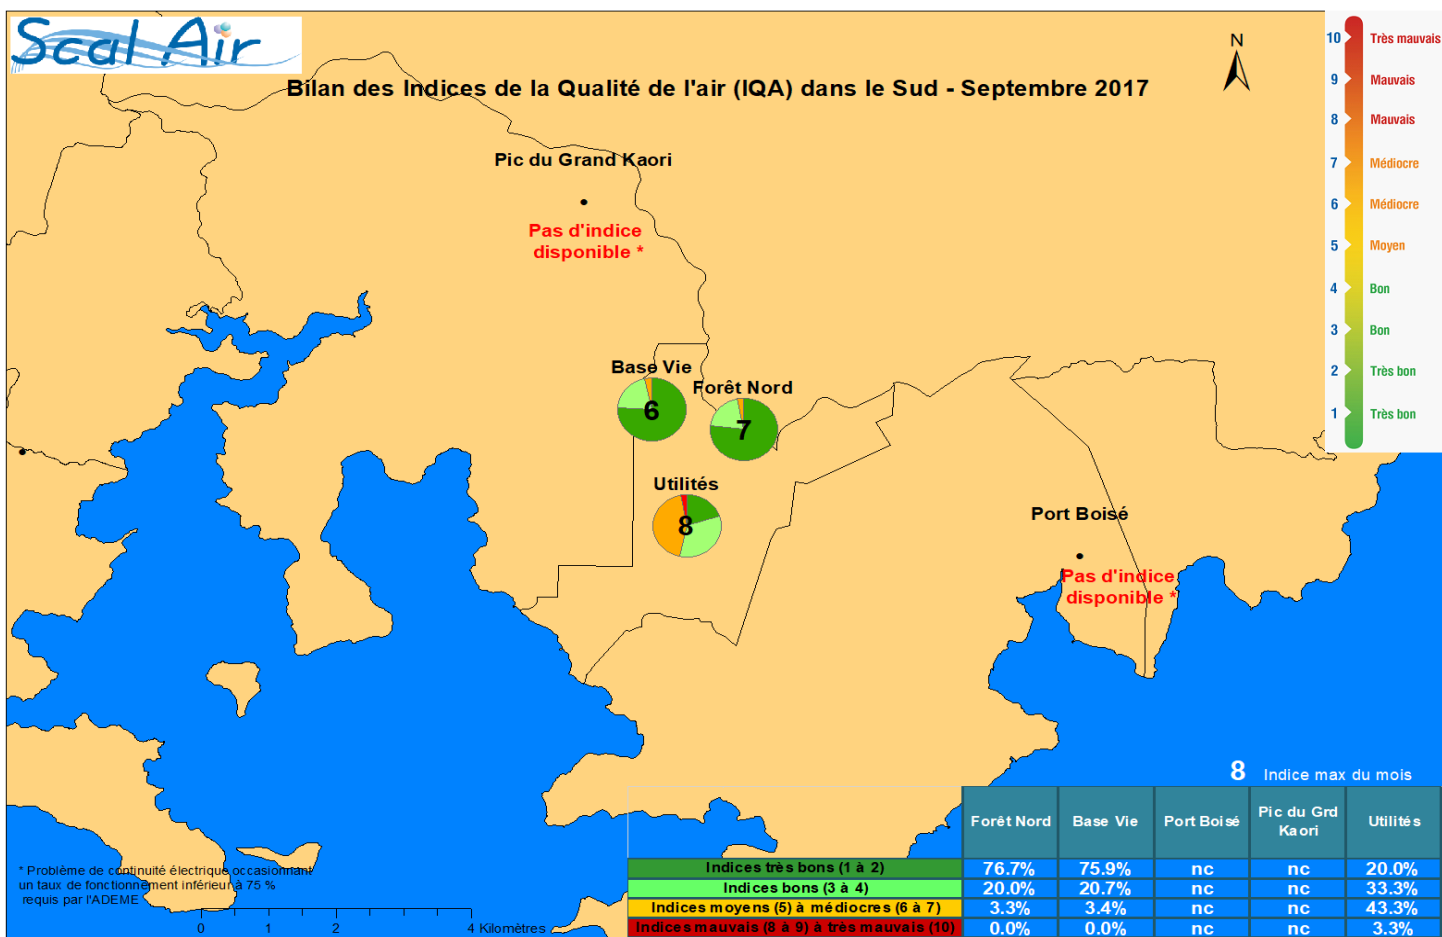 Scal Air
Bilan des Indices de la Qualité de l'air (IQA) dans le Sud - Septembre 2017
N
10 Très mauvais
9 Mauvais
8 Mauvais
7 Médiocre
6 Médiocre
5 Moyen
4 Bon
3 Bon
2 Très bon
1 Très bon
Pic du Grand Kaori
Pas d'indice
disponible *
Base Vie
6
Forêt Nord
7
Utilités
8
Port Boisé
Pas d'indice
disponible *
8 Indice max du mois
Forêt Nord Base Vie Port Boisé Pic du Grd Kaori Utilités
Indices très bons (1 à 2) 76.7% 75.9% nc nc 20.0%
Indices bons (3 à 4) 20.0% 20.7% nc nc 33.3%
Indices moyens (5) à médiocres (6 à 7) 3.3% 3.4% nc nc 43.3%
Indices mauvais (8 à 9) à très mauvais (10) 0.0% 0.0% nc nc 3.3%
* Problème de continuité électrique occasionnant
un taux de fonctionnement inférieur à 75 %
requis par l'ADEME
0 1 2 4 Kilomètres